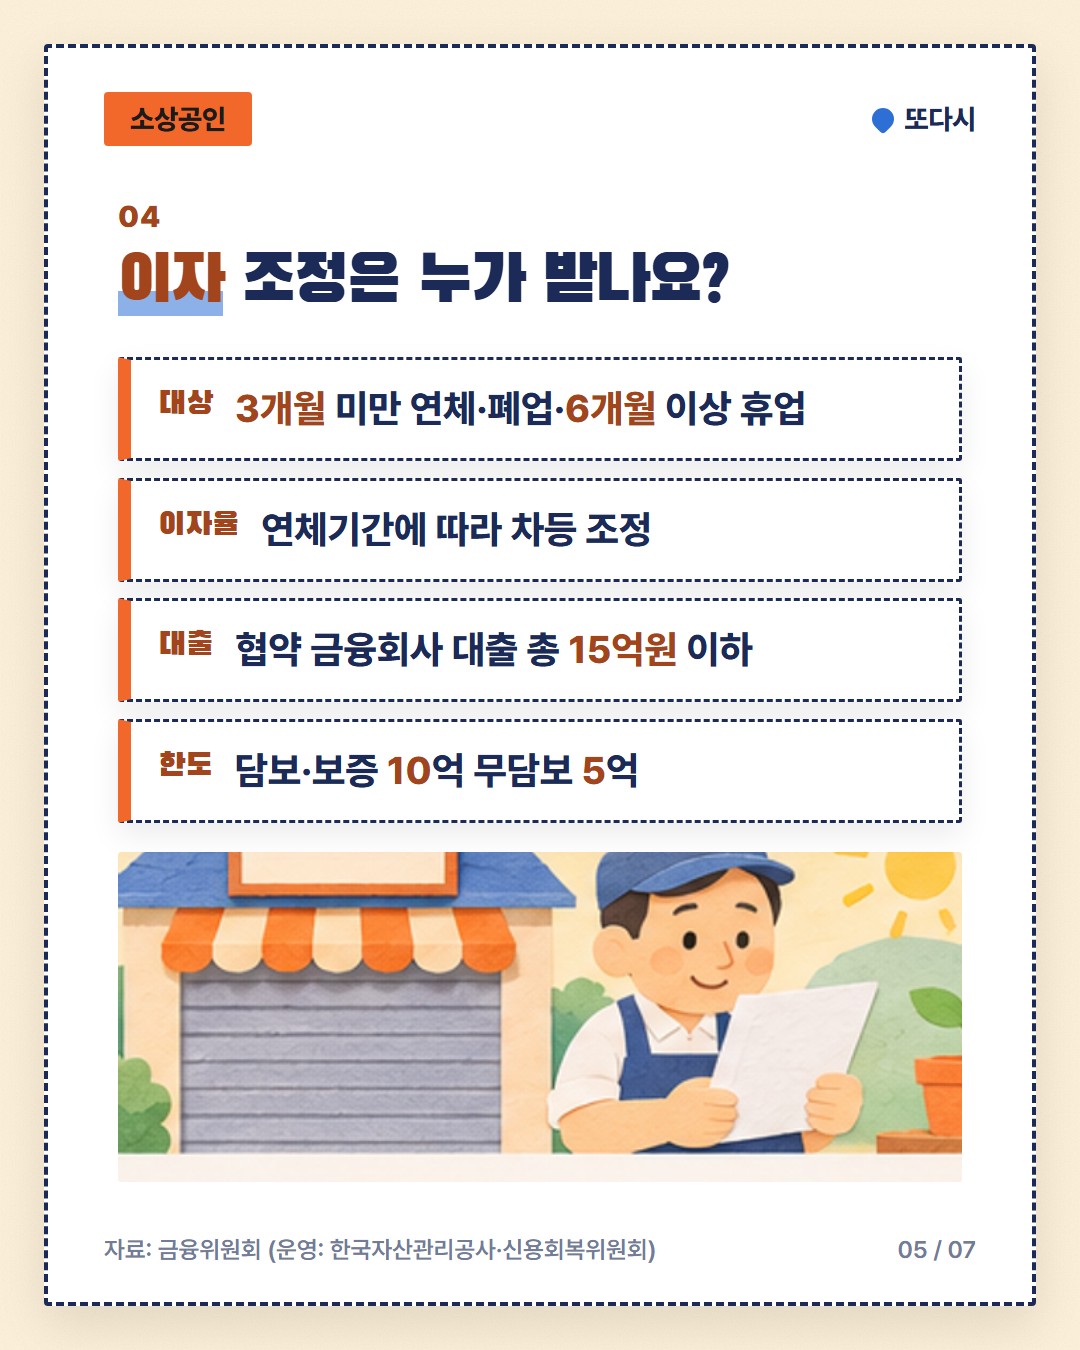 소상공인
또다시
04
이자 조정은 누가 받나요?
대상 3개월 미만 연체·폐업·6개월 이상 휴업
이자율 연체기간에 따라 차등 조정
대출 협약 금융회사 대출 총 15억원 이하
한도 담보·보증 10억 무담보 5억
자료: 금융위원회 (운영: 한국자산관리공사·신용회복위원회)
05 / 07